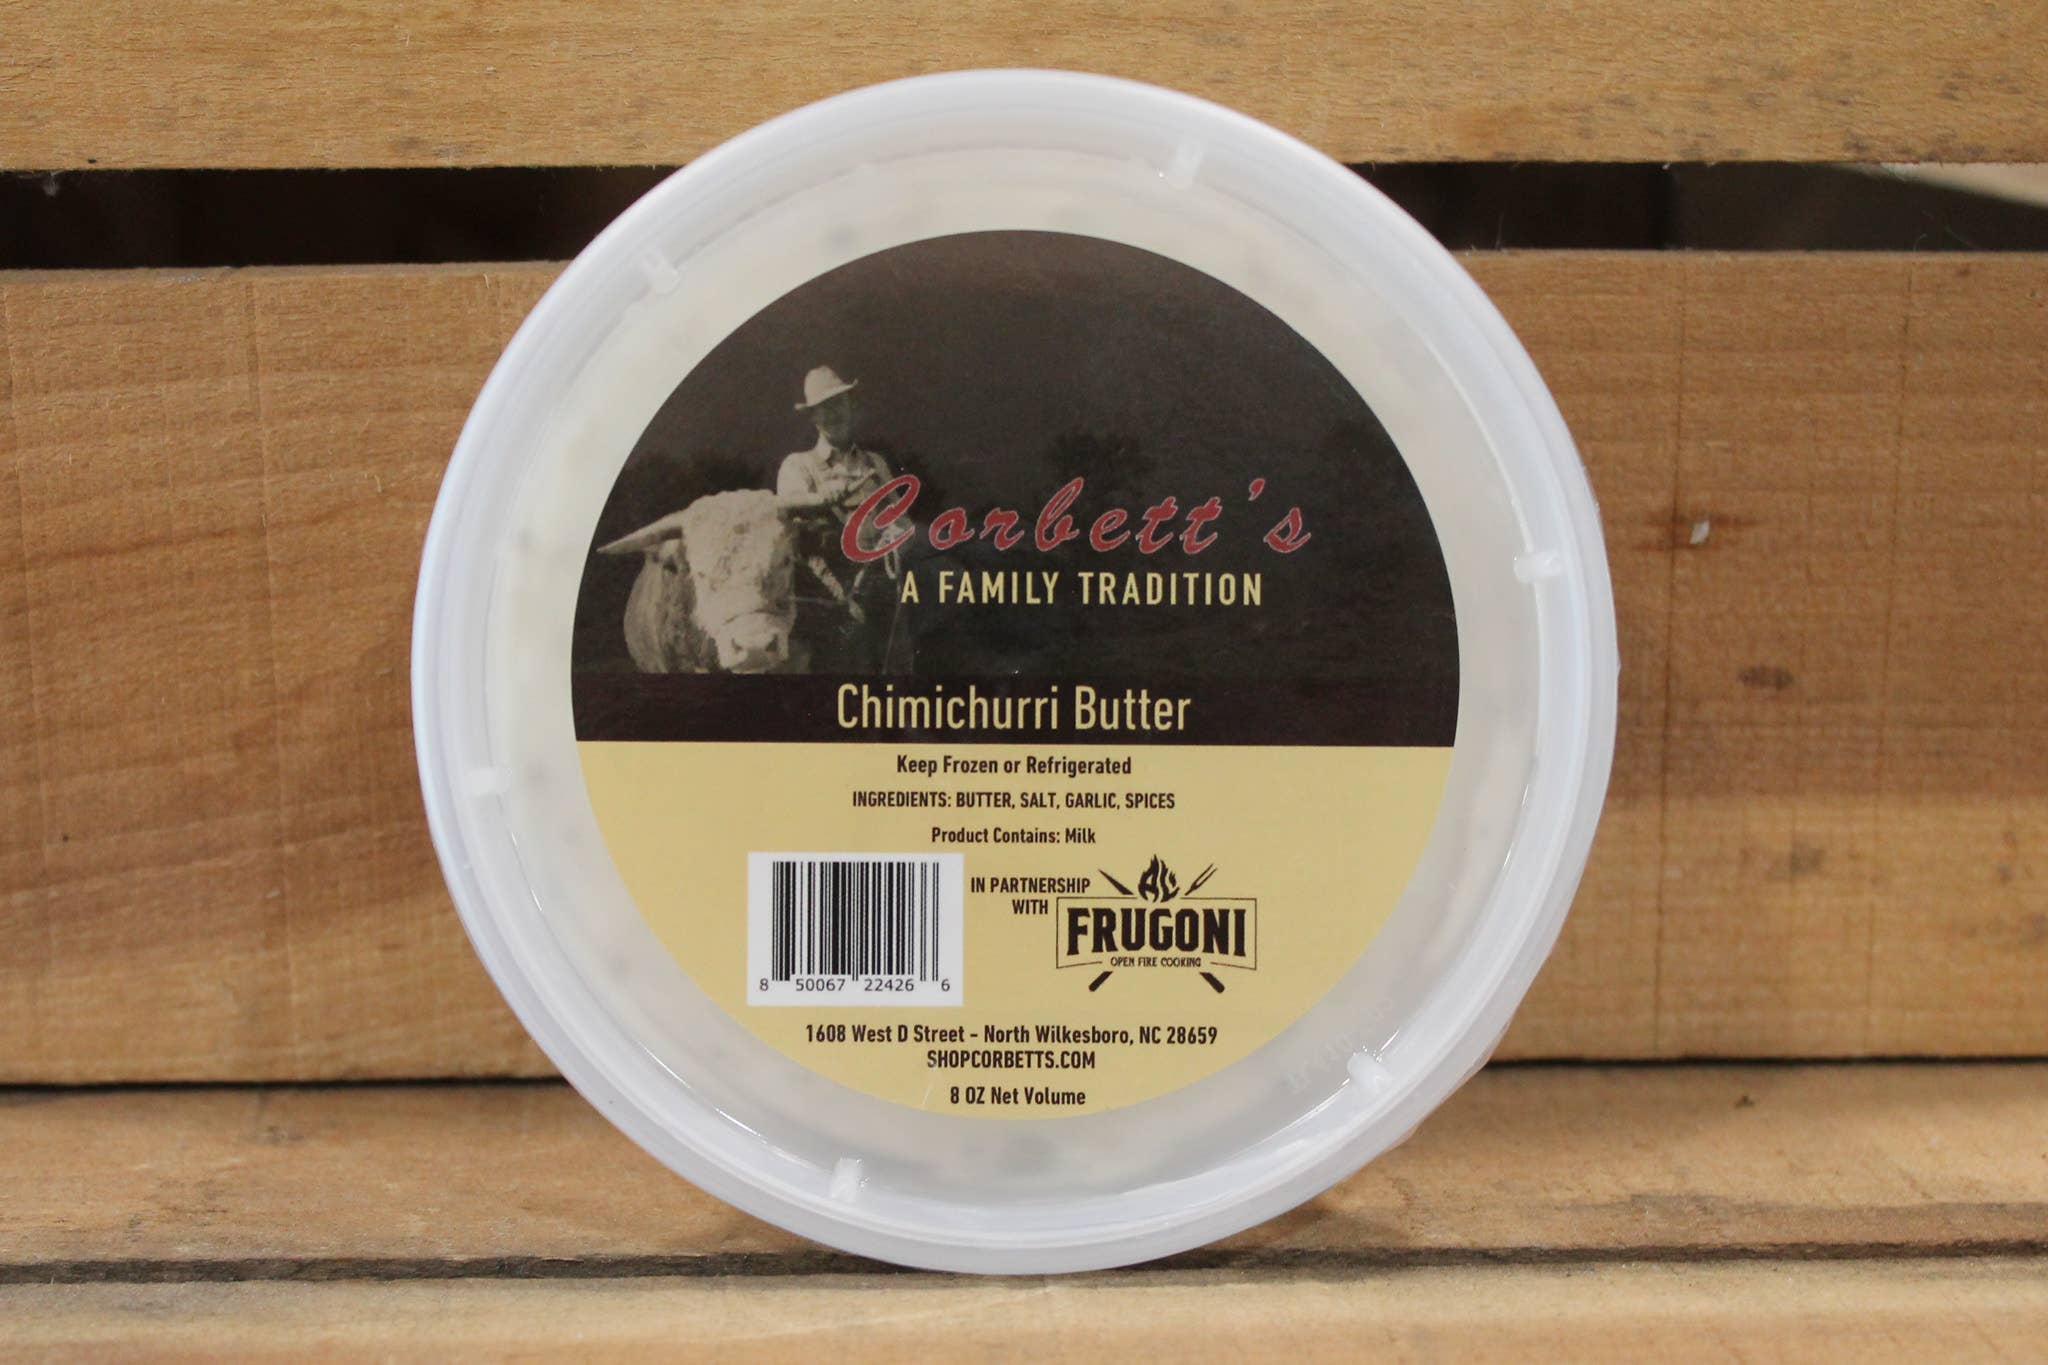 Corbett's
A FAMILY TRADITION
Chimichurri Butter
Keep Frozen or Refrigerated
INGREDIENTS: BUTTER, SALT, GARLIC, SPICES
Product Contains: Milk
IN PARTNERSHIP
WITH
AL
FRUGONI
OPEN FIRE COOKING
8 50067 22426 6
1608 West D Street - North Wilkesboro, NC 28659
SHOPCORBETTS.COM
8 OZ Net Volume